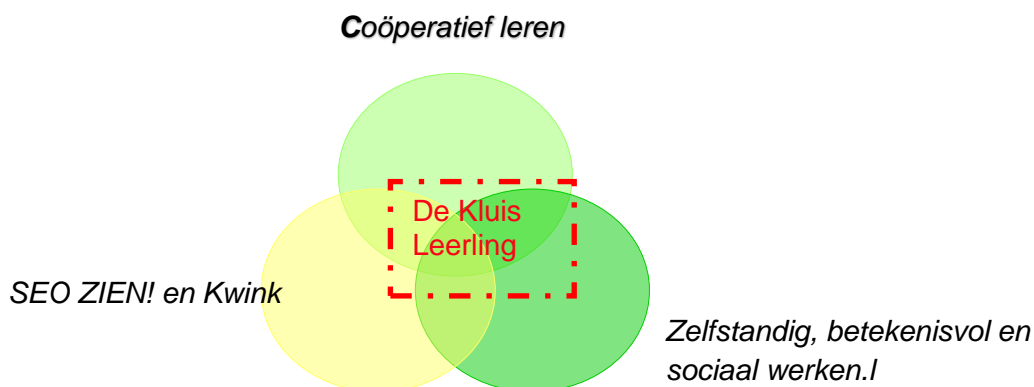 Coöperatief leren
De Kluis
Leerling
SEO ZIEN! en Kwink
Zelfstandig, betekenisvol en
sociaal werken.l